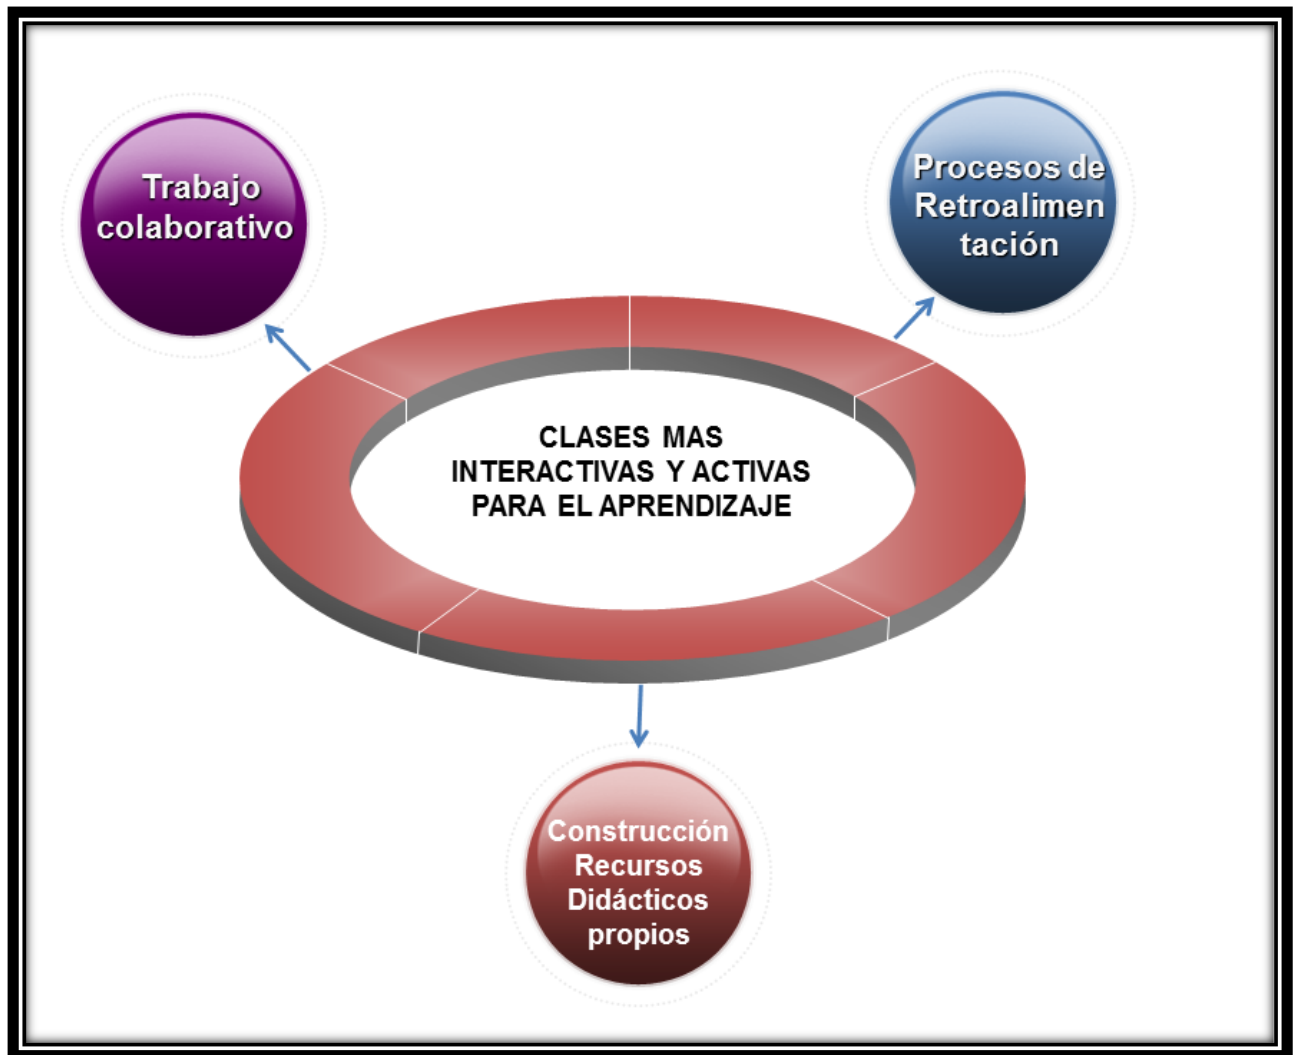 Trabajo
colaborativo
Procesos de
Retroalimen
tación
CLASES MAS
INTERACTIVAS Y ACTIVAS
PARA EL APRENDIZAJE
Construcción
Recursos
Didácticos
propios